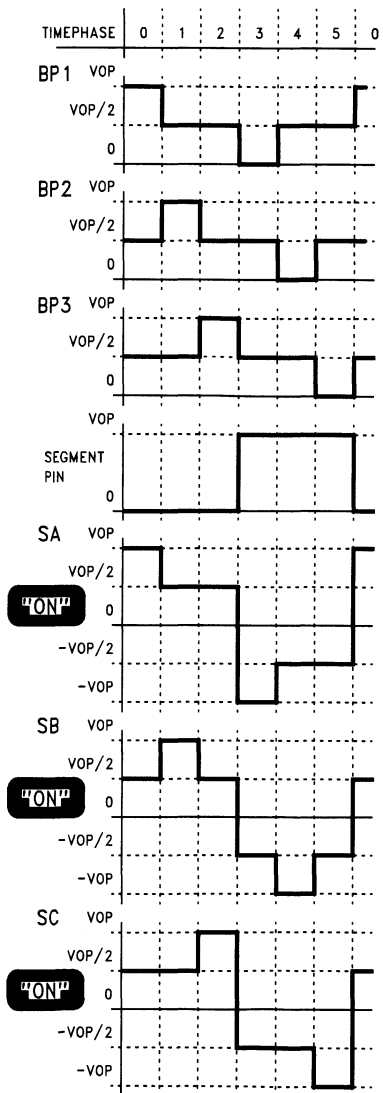 TIMEPHASE 0 1 2 3 4 5 0
BP1 VOP
VOP/2
0
BP2 VOP
VOP/2
0
BP3 VOP
VOP/2
0
VOP
SEGMENT
PIN
0
SA VOP
VOP/2
"ON" 0
-VOP/2
-VOP
SB VOP
VOP/2
"ON" 0
-VOP/2
-VOP
SC VOP
VOP/2
"ON" 0
-VOP/2
-VOP